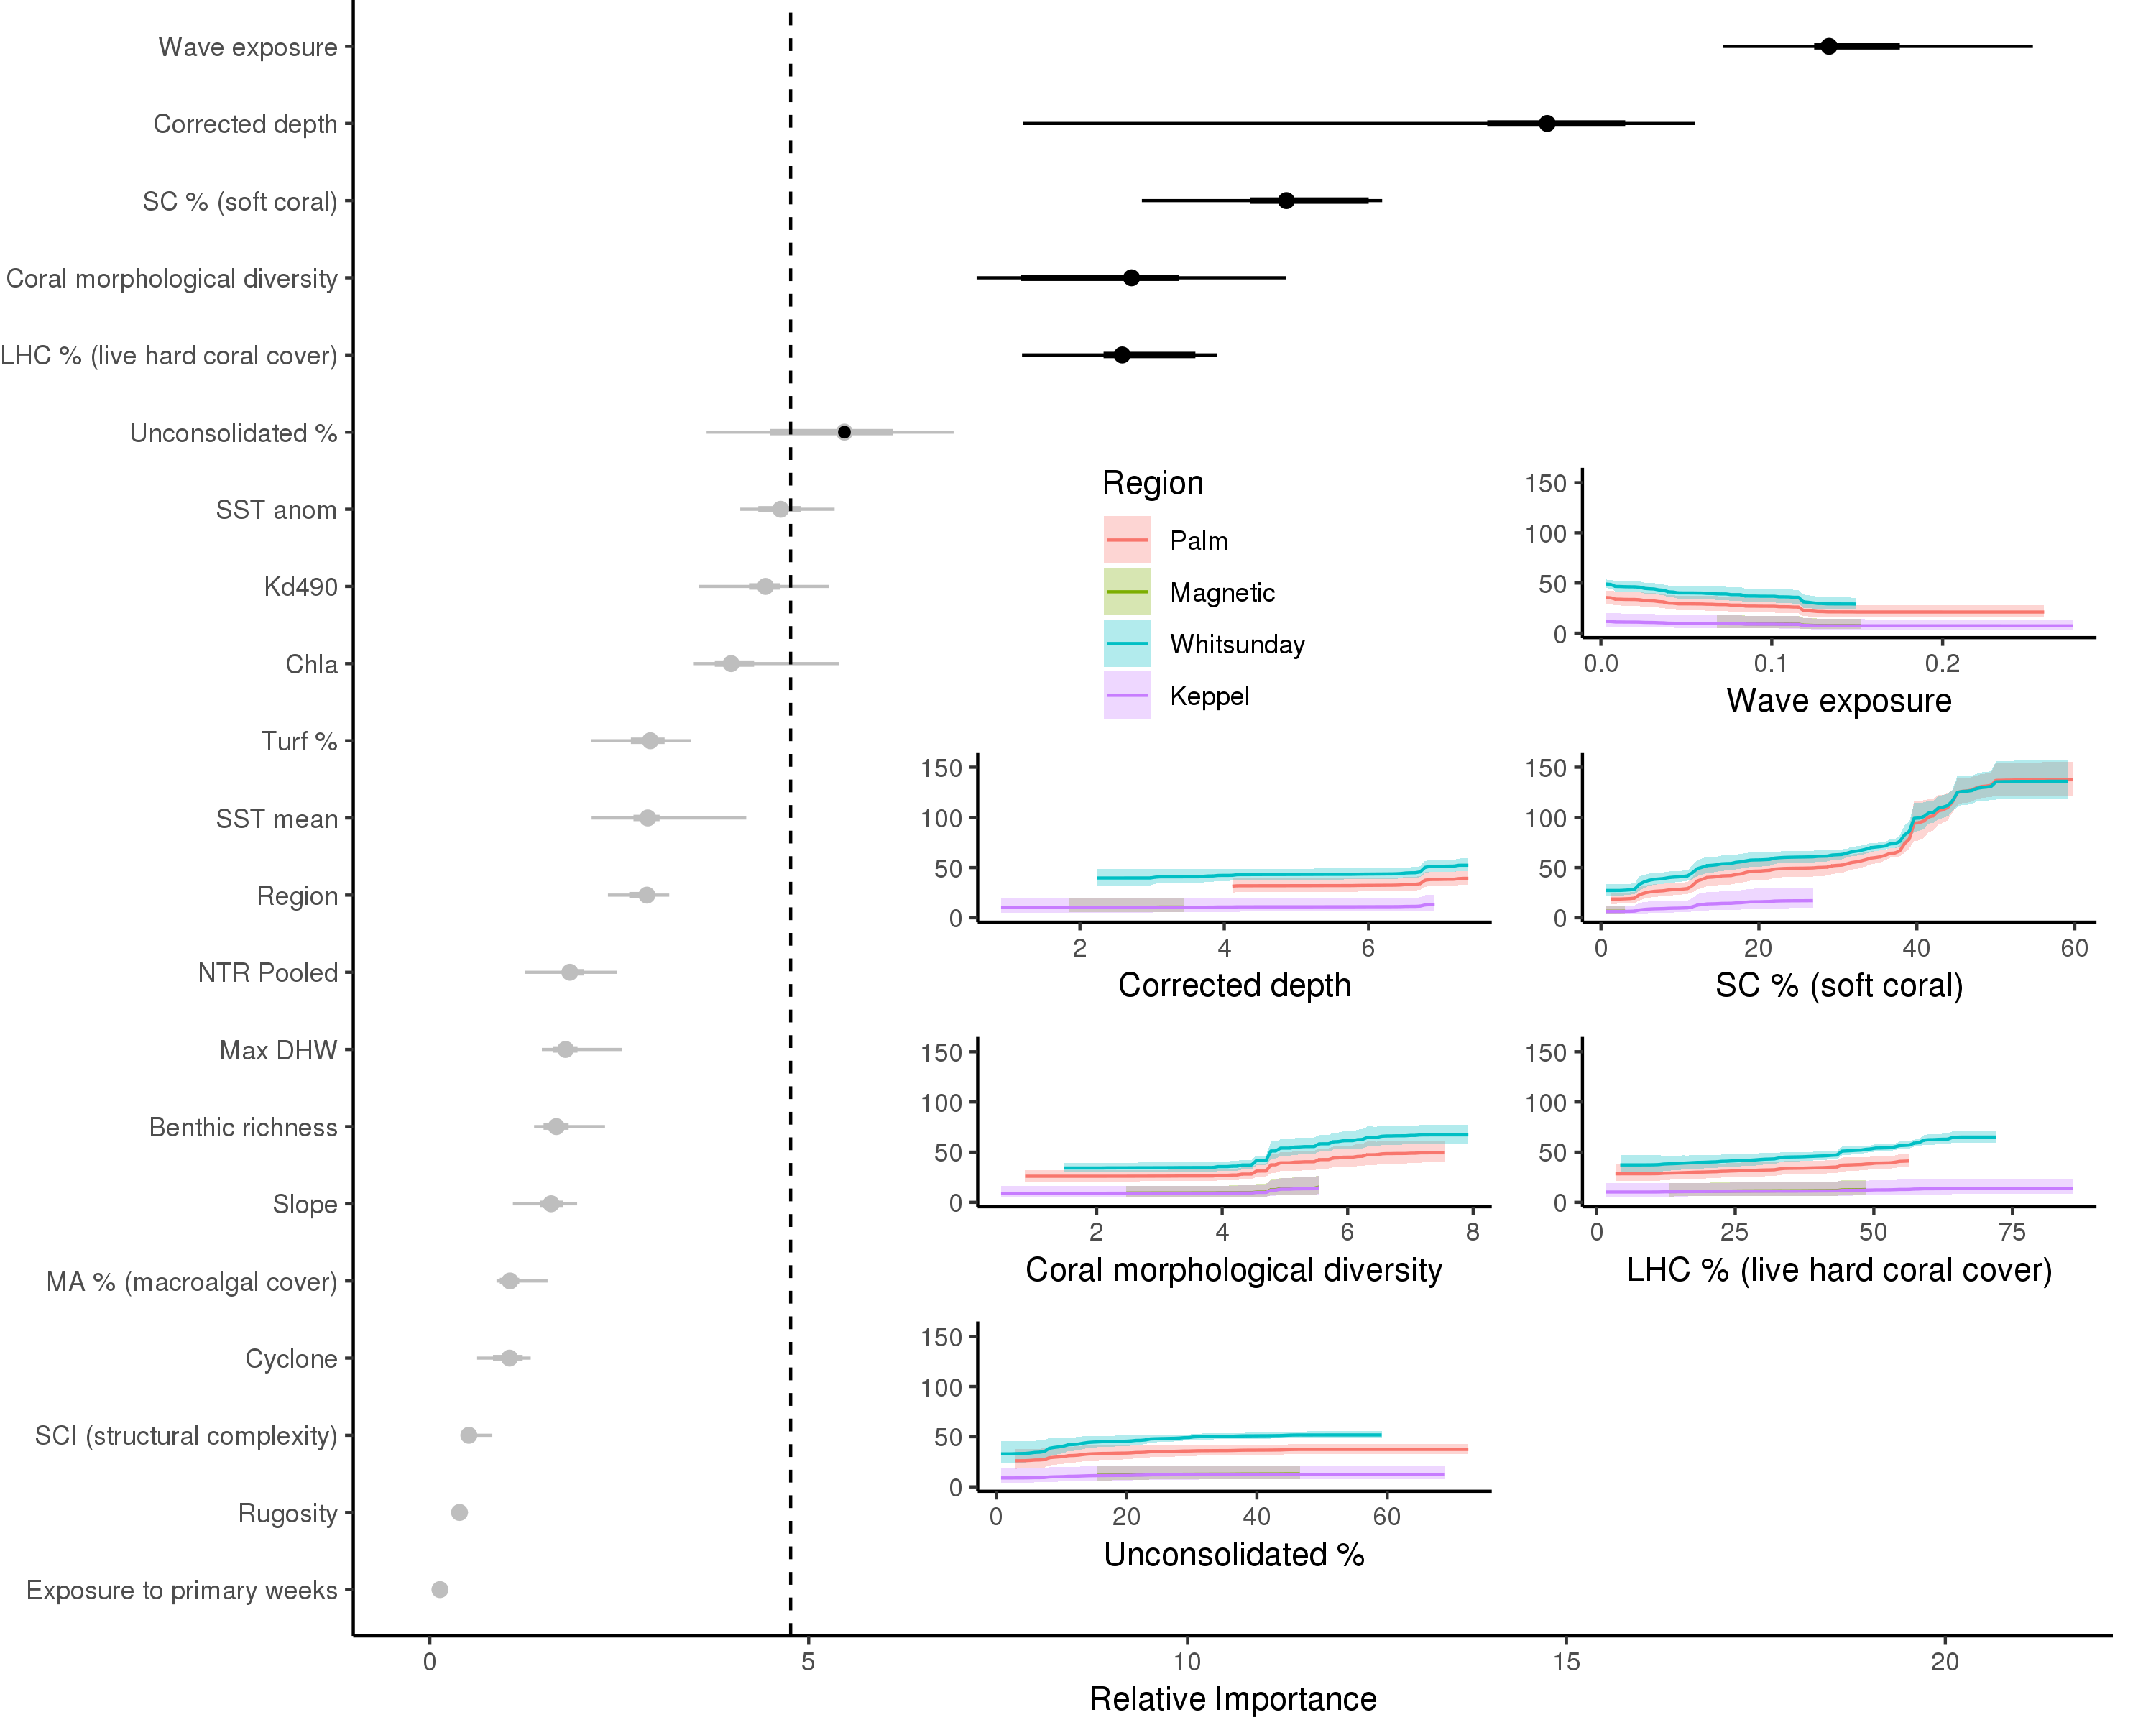 Wave exposure
Corrected depth
SC % (soft coral)
Coral morphological diversity
LHC % (live hard coral cover)
Unconsolidated %
SST anom
Kd490
Chla
Turf %
SST mean
Region
NTR Pooled
Max DHW
Benthic richness
Slope
MA % (macroalgal cover)
Cyclone
SCI (structural complexity)
Rugosity
Exposure to primary weeks
0 5 10 15 20
Relative Importance
Region
Palm
Magnetic
Whitsunday
Keppel
150
100
50
0
0.0 0.1 0.2
Wave exposure
150
100
50
0
2 4 6
Corrected depth
150
100
50
0
0 20 40 60
SC % (soft coral)
150
100
50
0
2 4 6 8
Coral morphological diversity
150
100
50
0
0 25 50 75
LHC % (live hard coral cover)
150
100
50
0
0 20 40 60
Unconsolidated %